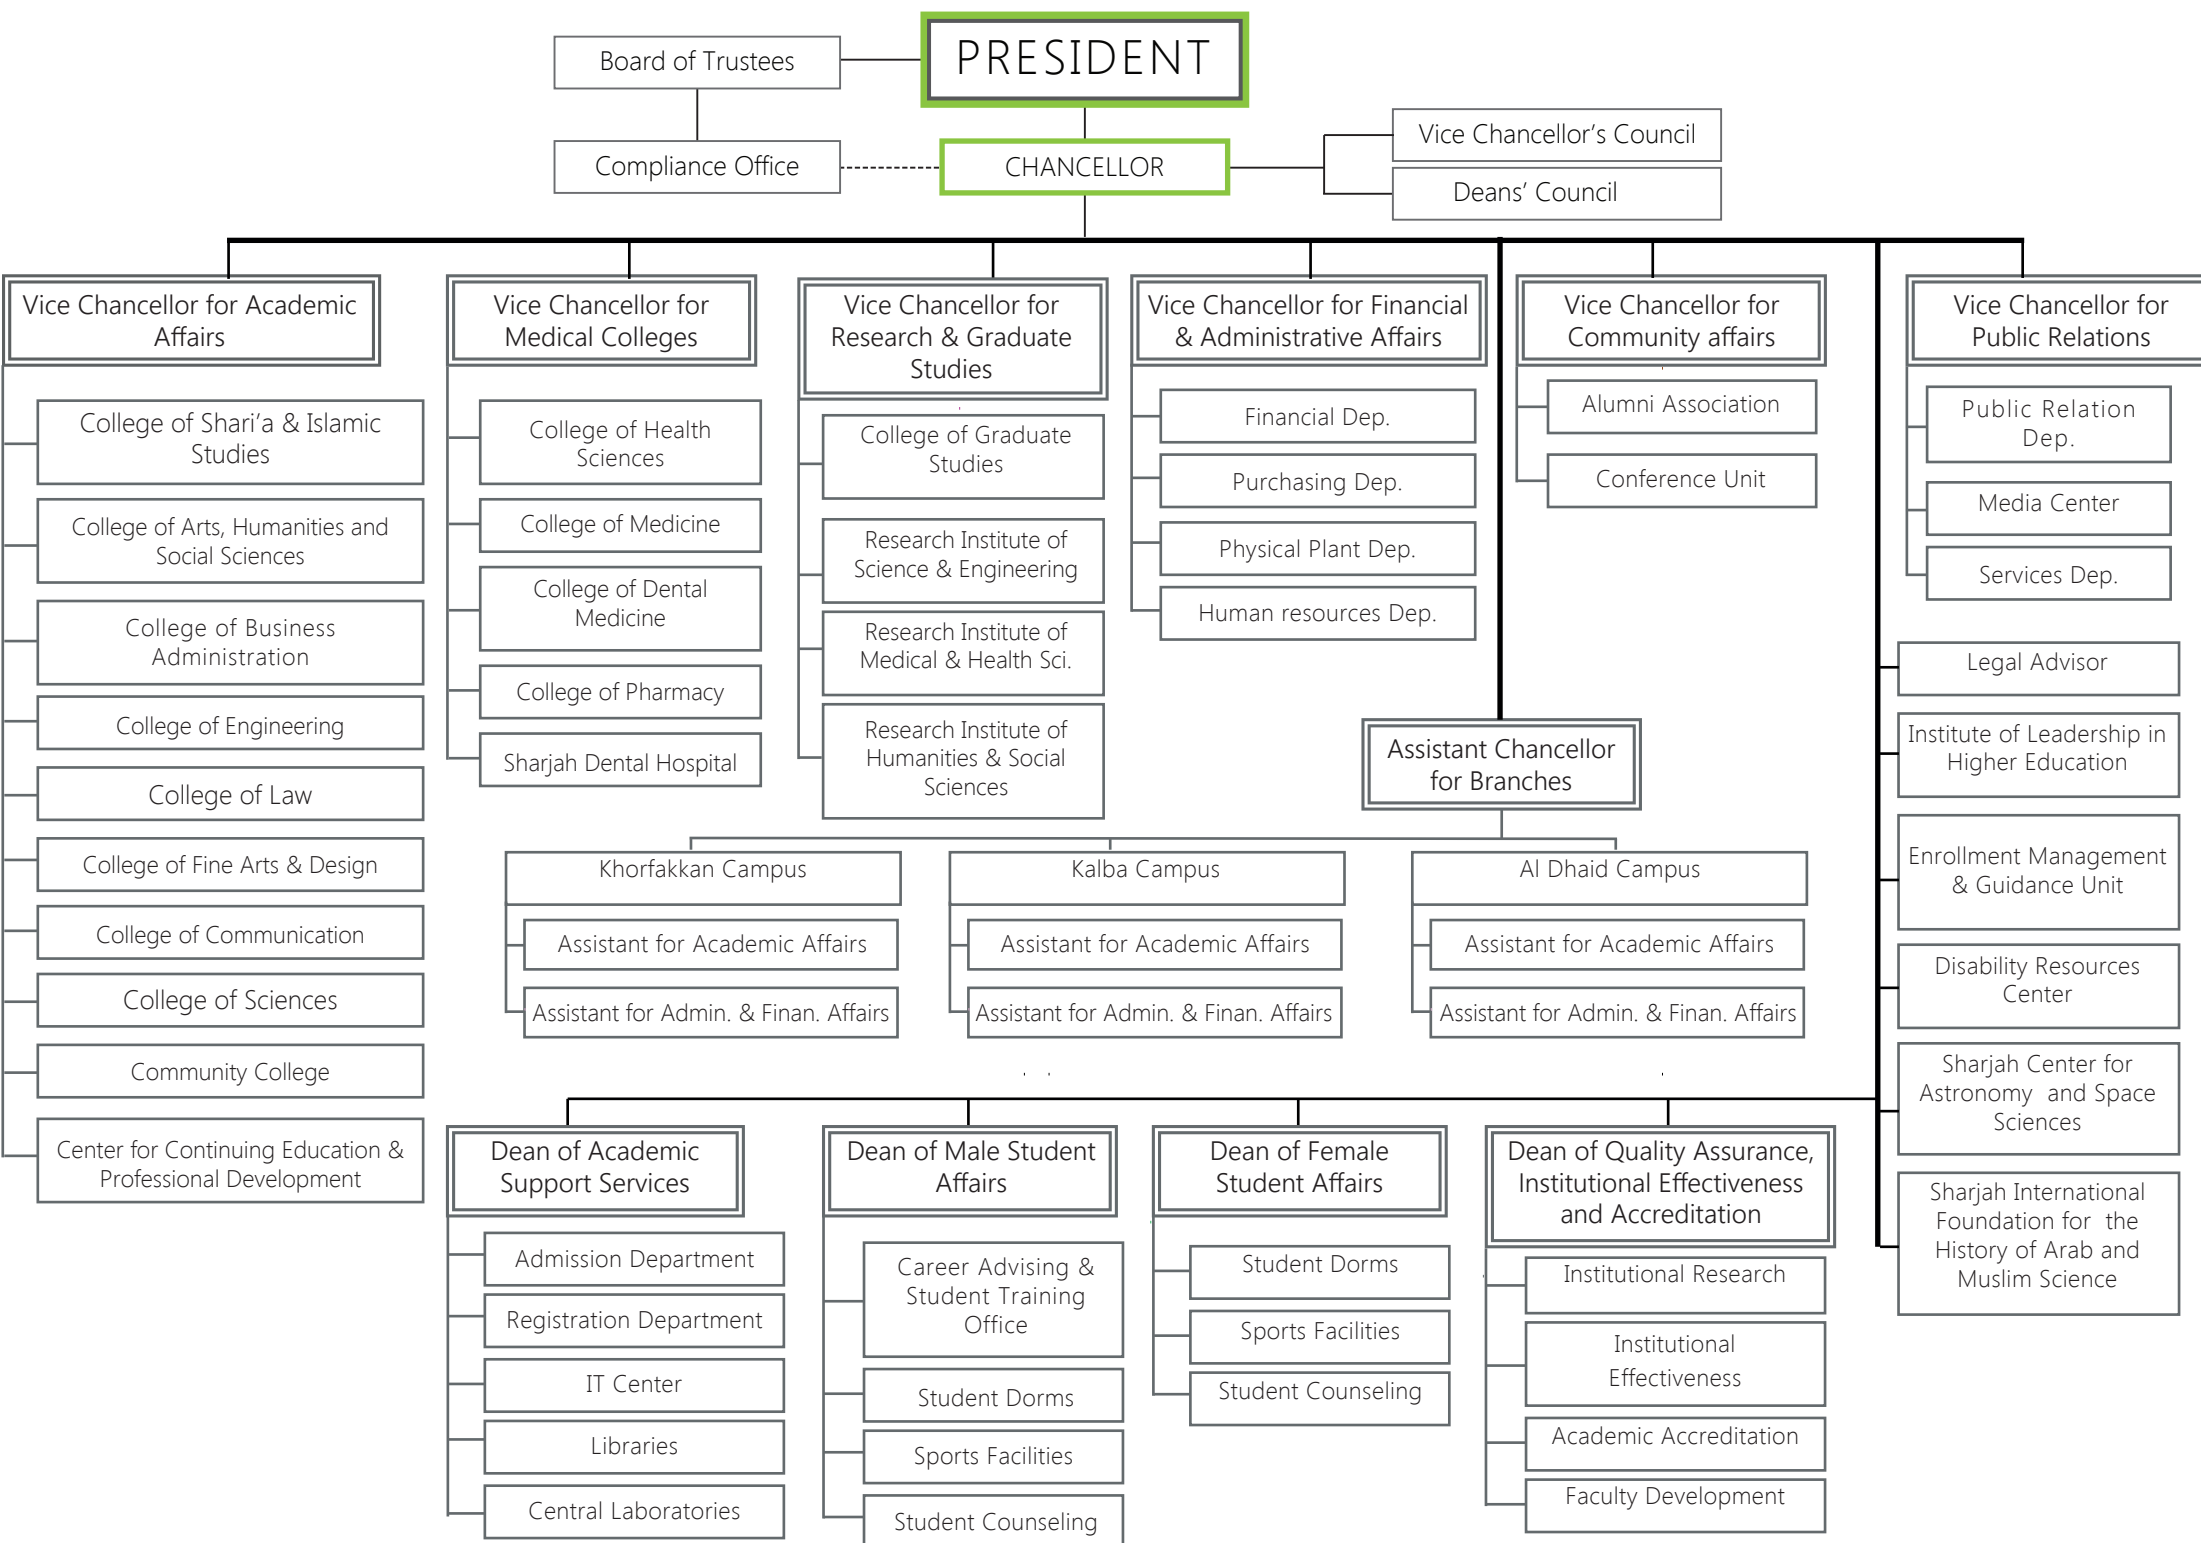 Board of Trustees
PRESIDENT
Compliance Office
CHANCELLOR
Vice Chancellor's Council
Deans' Council
Vice Chancellor for Academic
Affairs
College of Shari'a & Islamic
Studies
College of Arts, Humanities and
Social Sciences
College of Business
Administration
College of Engineering
College of Law
College of Fine Arts & Design
College of Communication
College of Sciences
Community College
Center for Continuing Education &
Professional Development
Vice Chancellor for
Medical Colleges
College of Health
Sciences
College of Medicine
College of Dental
Medicine
College of Pharmacy
Sharjah Dental Hospital
Vice Chancellor for
Research & Graduate
Studies
College of Graduate
Studies
Research Institute of
Science & Engineering
Research Institute of
Medical & Health Sci.
Research Institute of
Humanities & Social
Sciences
Vice Chancellor for Financial
& Administrative Affairs
Financial Dep.
Purchasing Dep.
Physical Plant Dep.
Human resources Dep.
Vice Chancellor for
Community affairs
Alumni Association
Conference Unit
Vice Chancellor for
Public Relations
Public Relation
Dep.
Media Center
Services Dep.
Legal Advisor
Institute of Leadership in
Higher Education
Enrollment Management
& Guidance Unit
Disability Resources
Center
Sharjah Center for
Astronomy and Space
Sciences
Sharjah International
Foundation for the
History of Arab and
Muslim Science
Assistant Chancellor
for Branches
Khorfakkan Campus
Assistant for Academic Affairs
Assistant for Admin. & Finan. Affairs
Kalba Campus
Assistant for Academic Affairs
Assistant for Admin. & Finan. Affairs
Al Dhaid Campus
Assistant for Academic Affairs
Assistant for Admin. & Finan. Affairs
Dean of Academic
Support Services
Admission Department
Registration Department
IT Center
Libraries
Central Laboratories
Dean of Male Student
Affairs
Career Advising &
Student Training
Office
Student Dorms
Sports Facilities
Student Counseling
Dean of Female
Student Affairs
Student Dorms
Sports Facilities
Student Counseling
Dean of Quality Assurance,
Institutional Effectiveness
and Accreditation
Institutional Research
Institutional
Effectiveness
Academic Accreditation
Faculty Development